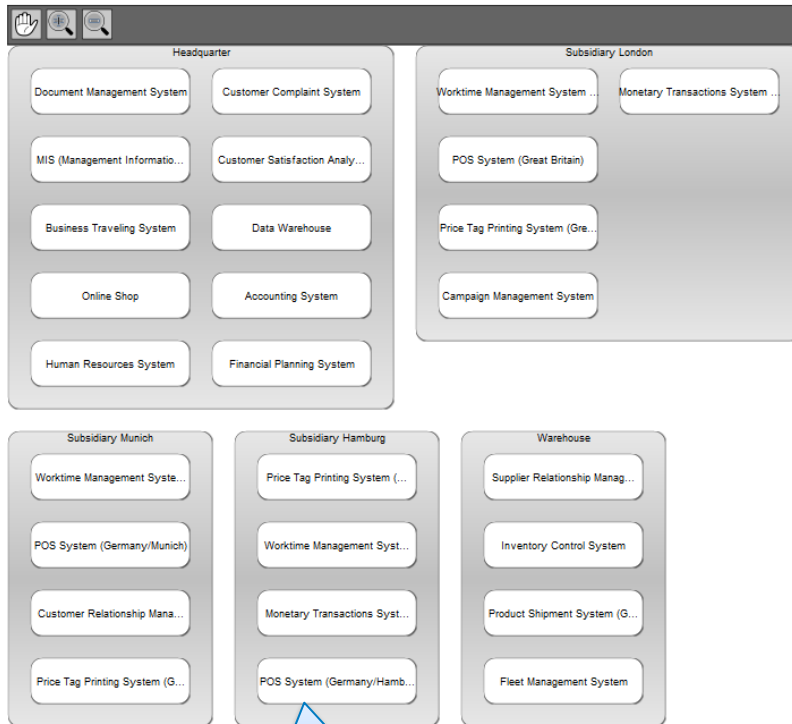 Headquarter
Document Management System
Customer Complaint System
MIS (Management Informatio...
Customer Satisfaction Analy...
Business Traveling System
Data Warehouse
Online Shop
Accounting System
Human Resources System
Financial Planning System
Subsidiary London
Worktime Management System ...
Monetary Transactions System ...
POS System (Great Britain)
Price Tag Printing System (Gre...
Campaign Management System
Subsidiary Munich
Worktime Management Syste...
POS System (Germany/Munich)
Customer Relationship Mana...
Price Tag Printing System (G...
Subsidiary Hamburg
Price Tag Printing System (...
Worktime Management Syst...
Monetary Transactions Syst...
POS System (Germany/Hamb...
Warehouse
Supplier Relationship Manag...
Inventory Control System
Product Shipment System (G...
Fleet Management System